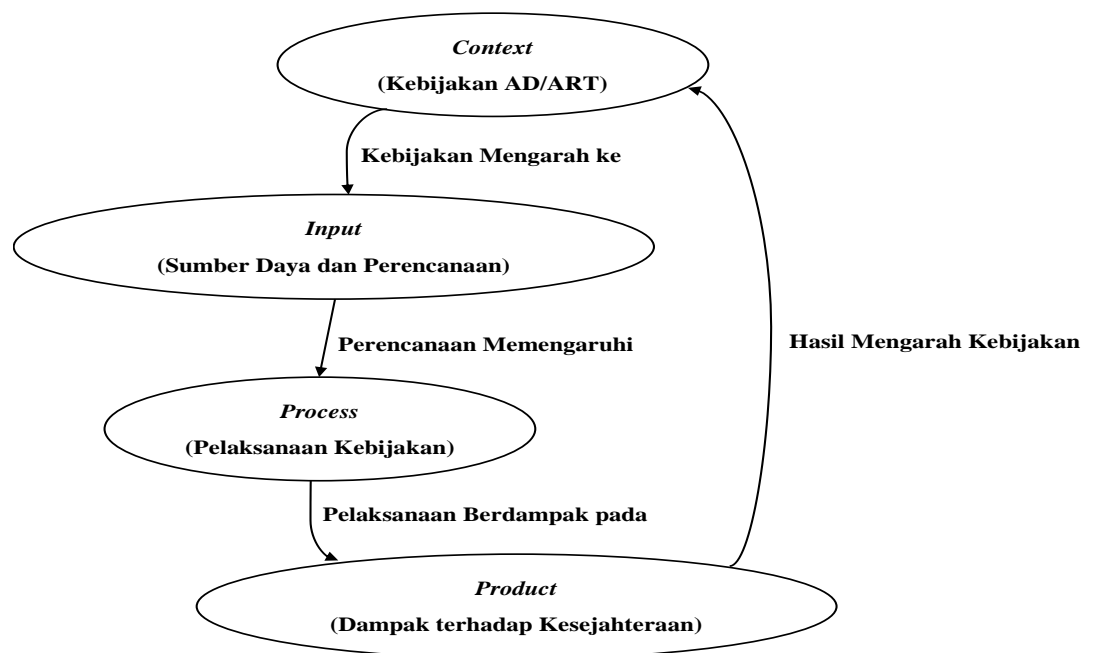 Context
(Kebijakan AD/ART)
Kebijakan Mengarah ke
Input
(Sumber Daya dan Perencanaan)
Perencanaan Memengaruhi
Hasil Mengarah Kebijakan
Process
(Pelaksanaan Kebijakan)
Pelaksanaan Berdampak pada
Product
(Dampak terhadap Kesejahteraan)